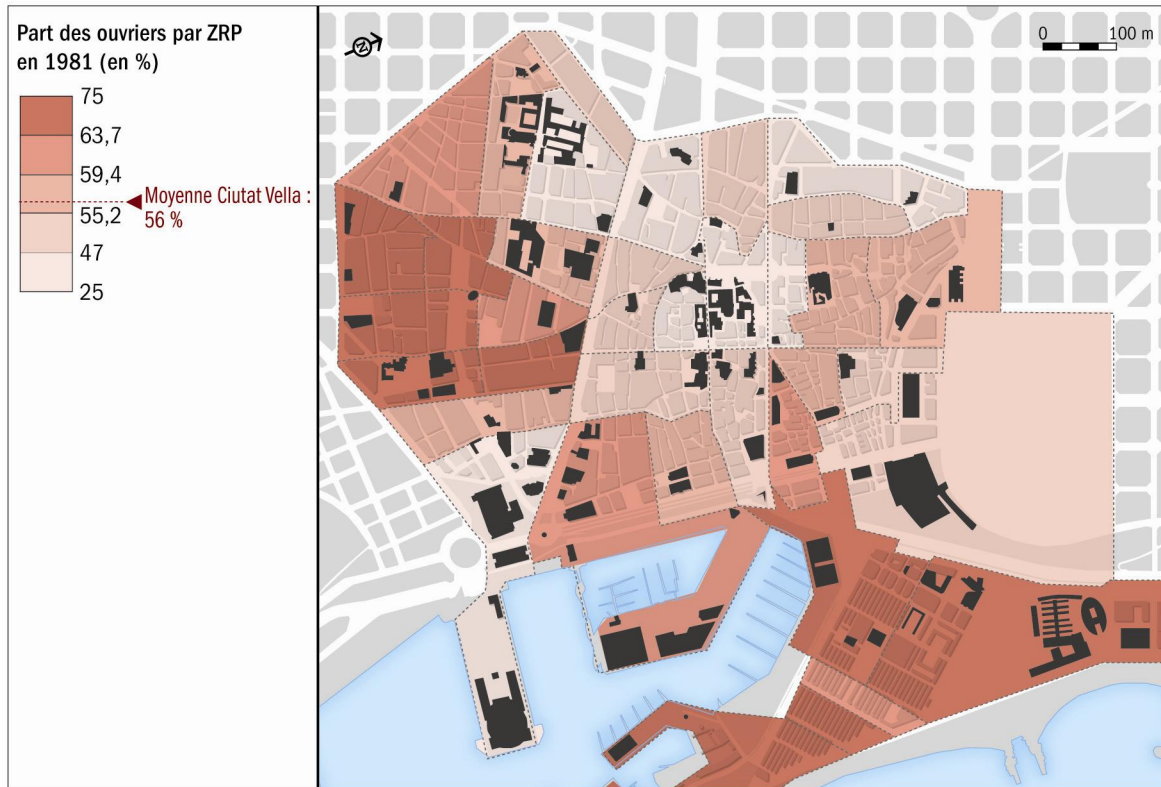 Part des ouvriers par ZRP
en 1981 (en %)
75
63,7
59,4
Moyenne Ciutat Vella :
56 %
55,2
47
25
N
0 100 m